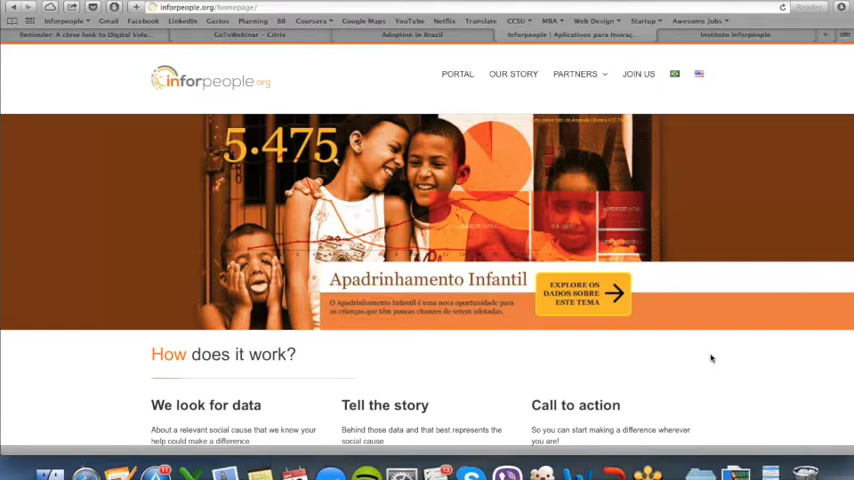 inforpeople.org/homepage/
Reader
Inforpeople Gmail Facebook LinkedIn Gastos Planning BB Coursera Google Maps YouTube Netflix Translate CCSU MBA Web Design Startup Awesome Jobs
Reminder: A close look to Digital Volu...
GoToWebinar - Citrix
Adoption in Brazil
Inforpeople | Aplicativos para Inovaç...
Instituto Inforpeople
inforpeople.org
PORTAL OUR STORY PARTNERS JOIN US
5.475
Apadrinhamento Infantil
O Apadrinhamento Infantil é uma nova oportunidade para
as crianças que têm poucas chances de serem adotadas.
EXPLORE OS
DADOS SOBRE
ESTE TEMA
How does it work?
We look for data
About a relevant social cause that we know your
help could make a difference
Tell the story
Behind those data and that best represents the
social cause
Call to action
So you can start making a difference wherever
you are!
11
13